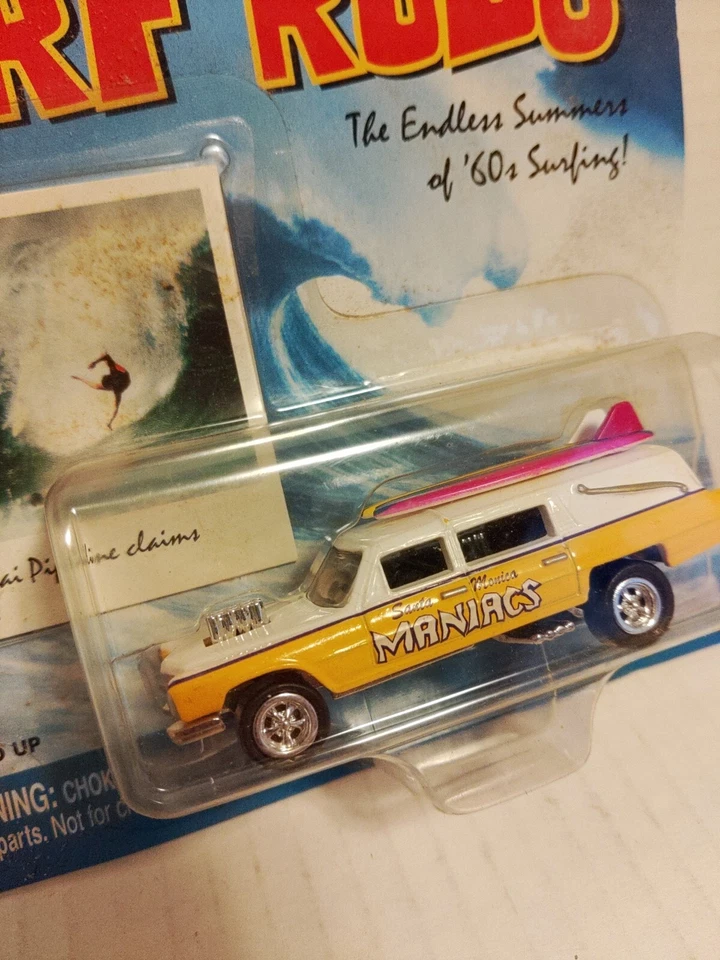 RF RODS
The Endless Summers
of '60s Surfing!
ai Pipeline claims
Santa Monica
MANIACS
UP
NING: CHOK
parts. Not for c